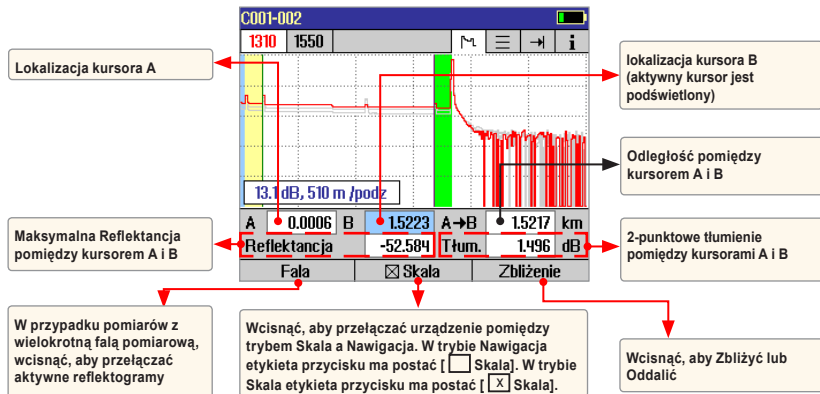 C001-002
1310 1550 i
Lokalizacja kursora A
lokalizacja kursora B
(aktywny kursor jest
podświetlony)
Odległość pomiędzy
kursorem A i B
13.1 dB, 510 m /podz
A 0.0006 B 1.5223 A→B 1.5217 km
Reflektancja -52.584 Tłum. 1.496 dB
Maksymalna Reflektancja
pomiędzy kursorem A i B
2-punktowe tłumienie
pomiędzy kursorami A i B
Fala ☒ Skala Zbliżenie
W przypadku pomiarów z
wielokrotną falą pomiarową,
wcisnąć, aby przełączać
aktywne reflektogramy
Wcisnąć, aby przełączać urządzenie pomiędzy
trybem Skala a Nawigacja. W trybie Nawigacja
etykieta przycisku ma postać [ ☐ Skala]. W trybie
Skala etykieta przycisku ma postać [ X Skala].
Wcisnąć, aby Zbliżyć lub
Oddalić